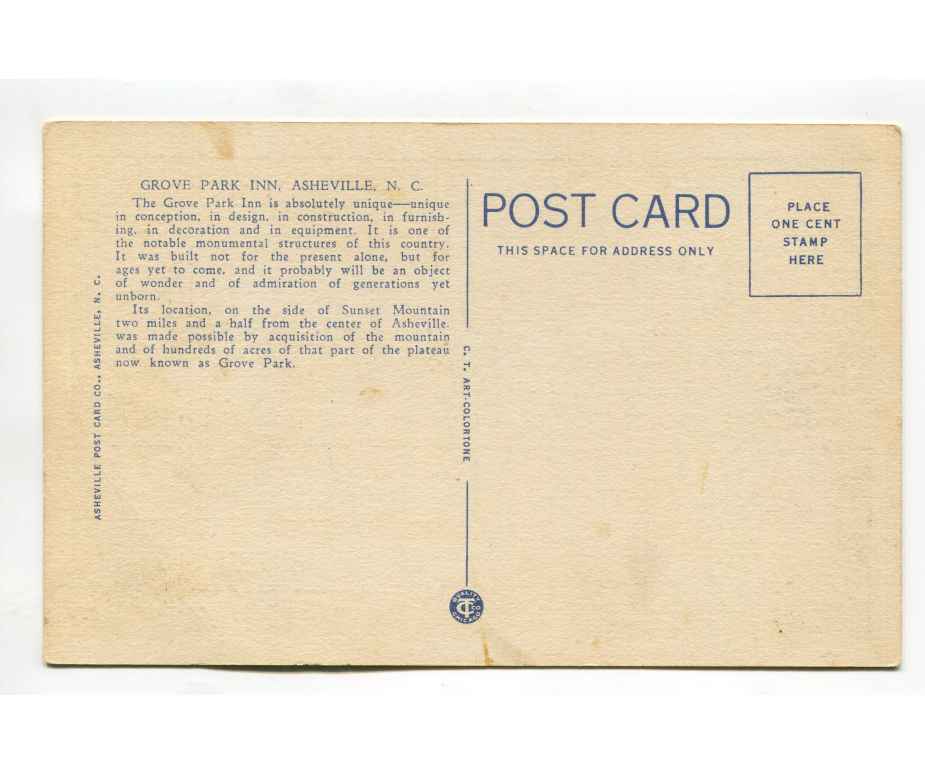 GROVE PARK INN, ASHEVILLE, N. C.
The Grove Park Inn is absolutely unique—unique
in conception, in design, in construction, in furnish-
ing, in decoration and in equipment. It is one of
the notable monumental structures of this country.
It was built not for the present alone, but for
ages yet to come, and it probably will be an object
of wonder and of admiration of generations yet
unborn.
Its location, on the side of Sunset Mountain
two miles and a half from the center of Asheville,
was made possible by acquisition of the mountain
and of hundreds of acres of that part of the plateau
now known as Grove Park.
ASHEVILLE POST CARD CO., ASHEVILLE, N. C.
C. T. ART-COLORTONE
QUALITY
CT CO
CHICAGO
POST CARD
THIS SPACE FOR ADDRESS ONLY
PLACE
ONE CENT
STAMP
HERE